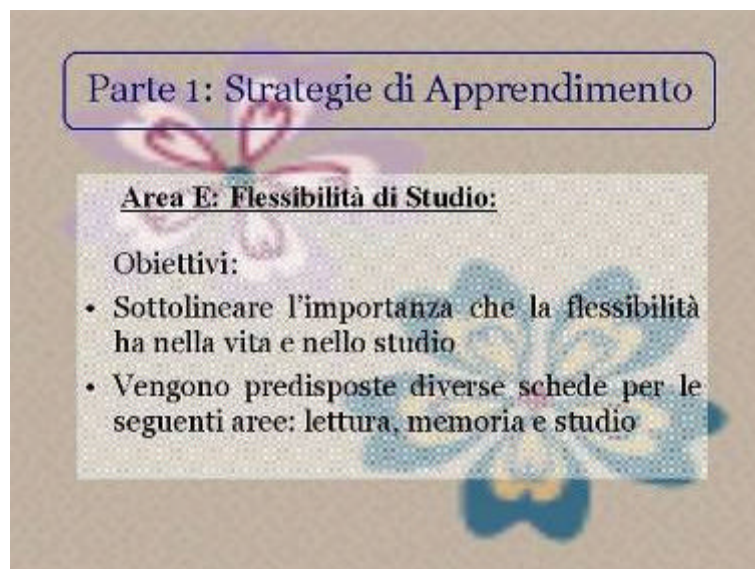 Parte 1: Strategie di Apprendimento
Area E: Flessibilità di Studio:
Obiettivi:
• Sottolineare l'importanza che la flessibilità
ha nella vita e nello studio
• Vengono predisposte diverse schede per le
seguenti aree: lettura, memoria e studio